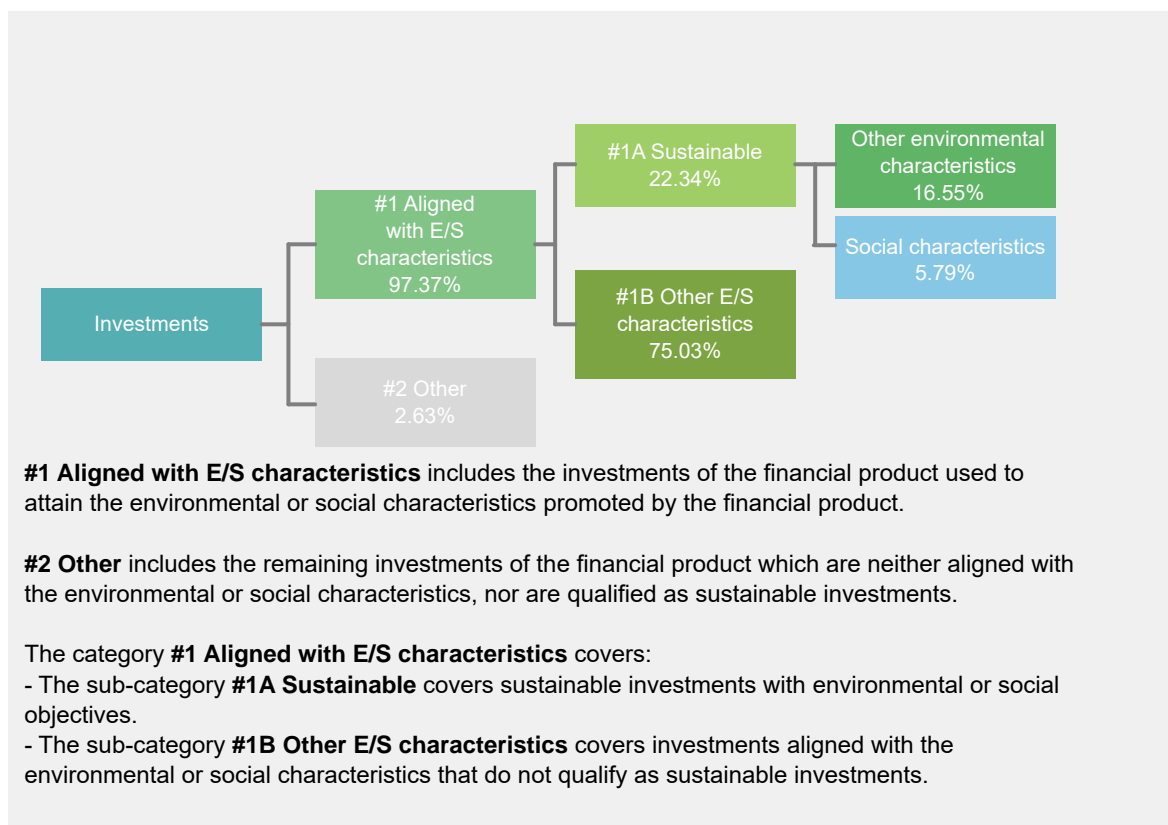 Investments
#1 Aligned
with E/S
characteristics
97.37%
#2 Other
2.63%
#1A Sustainable
22.34%
#1B Other E/S
characteristics
75.03%
Other environmental
characteristics
16.55%
Social characteristics
5.79%
#1 Aligned with E/S characteristics includes the investments of the financial product used to
attain the environmental or social characteristics promoted by the financial product.
#2 Other includes the remaining investments of the financial product which are neither aligned with
the environmental or social characteristics, nor are qualified as sustainable investments.
The category #1 Aligned with E/S characteristics covers:
- The sub-category #1A Sustainable covers sustainable investments with environmental or social
objectives.
- The sub-category #1B Other E/S characteristics covers investments aligned with the
environmental or social characteristics that do not qualify as sustainable investments.